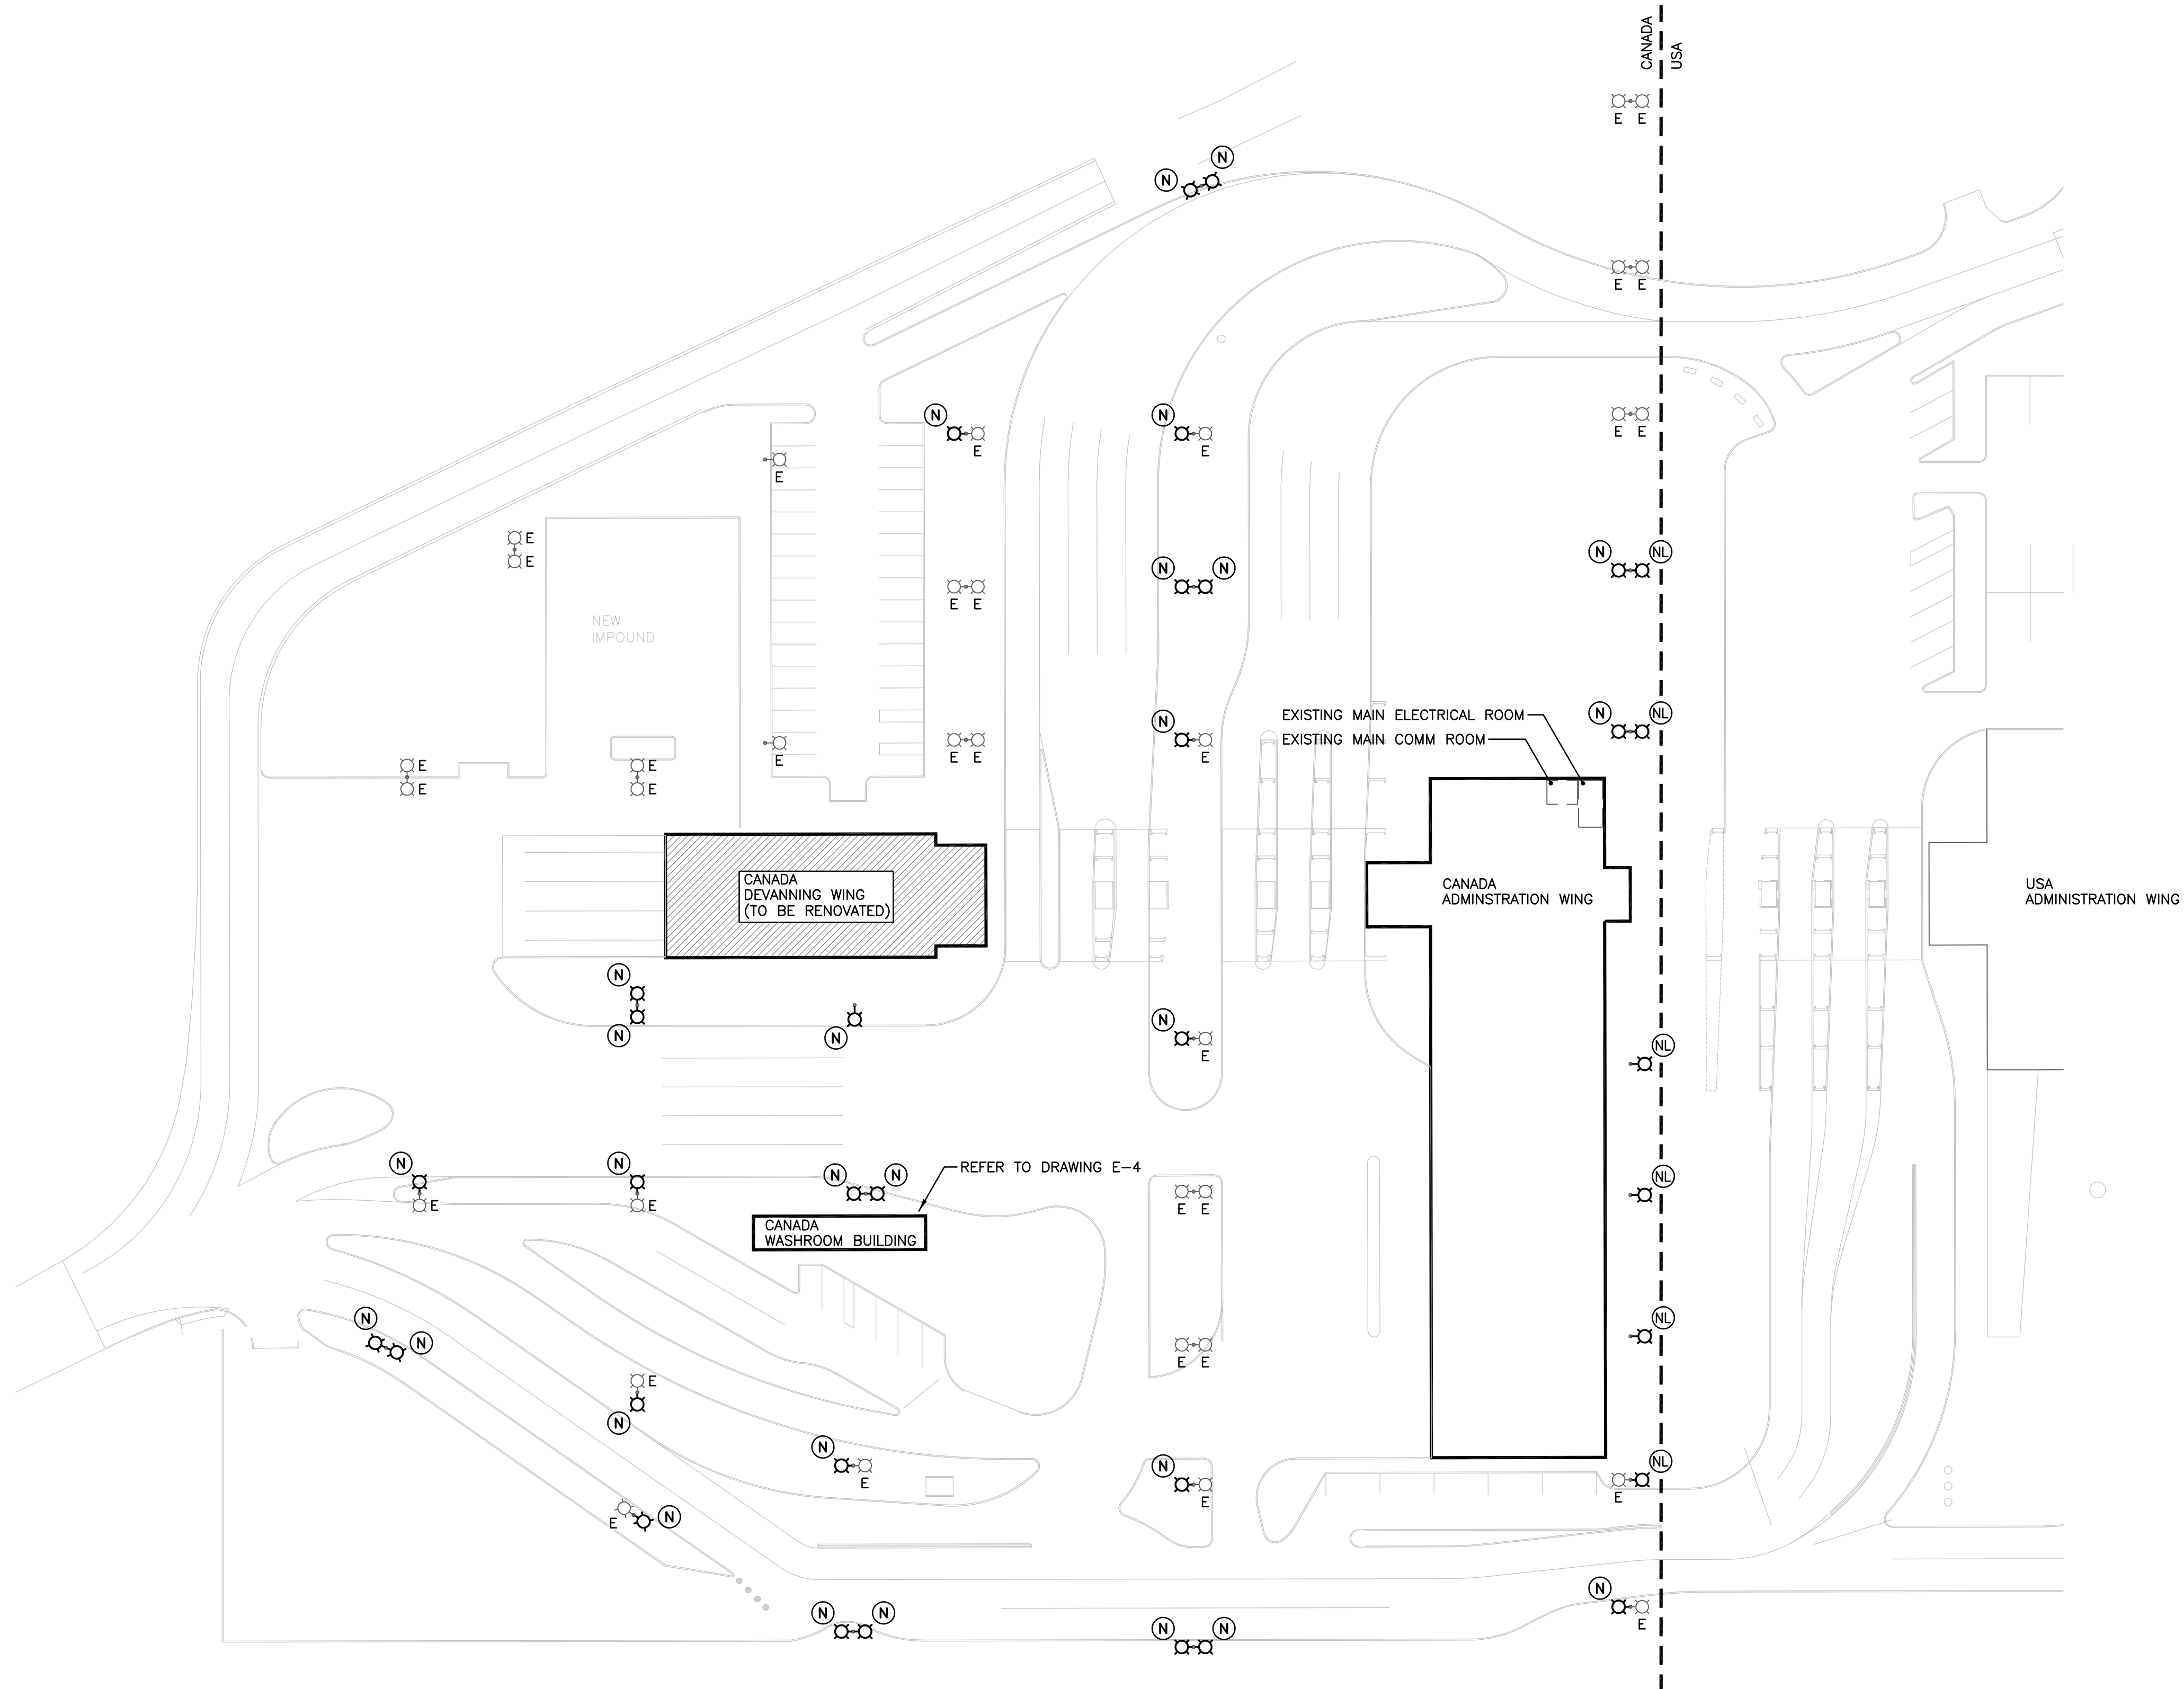 CANADA
USA
E E
N
N
E E
N
E
N
E
E E
E
E
E
N
N
E E
N
NL
NEW
IMPOUND
N
E
N
NL
EXISTING MAIN ELECTRICAL ROOM
EXISTING MAIN COMM ROOM
E
E E
E
E
E
E
CANADA
DEVANNING WING
(TO BE RENOVATED)
CANADA
ADMINSTRATION WING
USA
ADMINISTRATION WING
N
N
N
N
E
NL
N
E
N
E
N
N
REFER TO DRAWING E-4
CANADA
WASHROOM BUILDING
E E
NL
N
N
E E
NL
E
N
N
E
N
E
NL
E
E
N
N
N
N
N
N
E